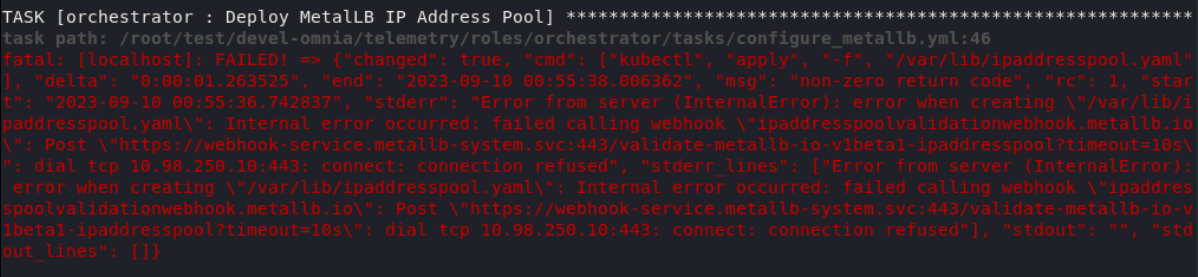 TASK [orchestrator : Deploy MetalLB IP Address Pool] ***********************************************************
task path: /root/test/devel-omnia/telemetry/roles/orchestrator/tasks/configure_metallb.yml:46
fatal: [localhost]: FAILED! => {"changed": true, "cmd": ["kubectl", "apply", "-f", "/var/lib/ipaddresspool.yaml"
], "delta": "0:00:01.263525", "end": "2023-09-10 00:55:38.006362", "msg": "non-zero return code", "rc": 1, "star
t": "2023-09-10 00:55:36.742837", "stderr": "Error from server (InternalError): error when creating \"/var/lib/i
paddresspool.yaml\": Internal error occurred: failed calling webhook \"ipaddresspoolvalidationwebhook.metallb.io
\": Post \"https://webhook-service.metallb-system.svc:443/validate-metallb-io-v1beta1-ipaddresspool?timeout=10s\
": dial tcp 10.98.250.10:443: connect: connection refused", "stderr_lines": ["Error from server (InternalError):
 error when creating \"/var/lib/ipaddresspool.yaml\": Internal error occurred: failed calling webhook \"ipaddres
spoolvalidationwebhook.metallb.io\": Post \"https://webhook-service.metallb-system.svc:443/validate-metallb-io-v
1beta1-ipaddresspool?timeout=10s\": dial tcp 10.98.250.10:443: connect: connection refused"], "stdout": "", "std
out_lines": []}